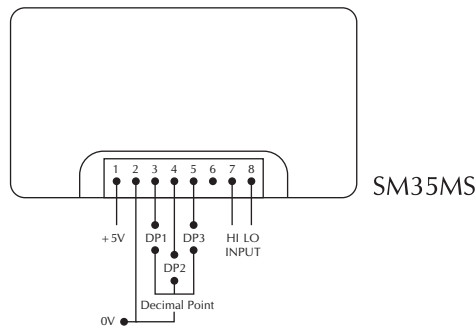 1 2 3 4 5 6 7 8
SM35MS
+5V DP1 DP3 HI LO
INPUT
DP2
Decimal Point
0V